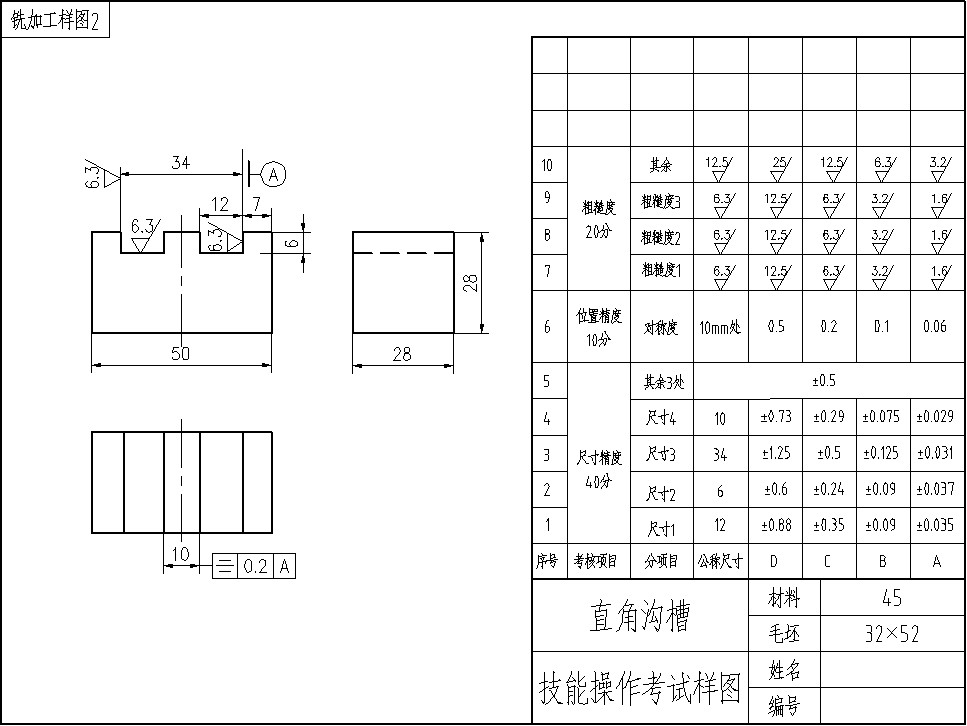 铣加工样图2
34
6.3
A
12
7
6.3
6.3
6
28
50
28
10
0.2
A
10 其余 12.5 25 12.5 6.3 3.2
9 粗糙度 20分 粗糙度3 6.3 12.5 6.3 3.2 1.6
8 粗糙度2 6.3 12.5 6.3 3.2 1.6
7 粗糙度1 6.3 12.5 6.3 3.2 1.6
6 位置精度 10分 对称度 10mm处 0.5 0.2 0.1 0.06
5 其余3处 ±0.5
4 尺寸4 10 ±0.73 ±0.29 ±0.075 ±0.029
3 尺寸精度 40分 尺寸3 34 ±1.25 ±0.5 ±0.125 ±0.031
2 尺寸2 6 ±0.6 ±0.24 ±0.09 ±0.037
1 尺寸1 12 ±0.88 ±0.35 ±0.09 ±0.035
序号 考核项目 分项目 公称尺寸 D C B A
直角沟槽
材料 45
毛坯 32×52
技能操作考试样图
姓名
编号